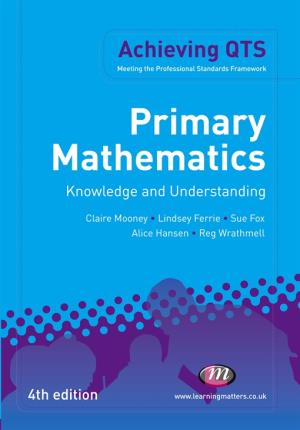 Achieving QTS
Meeting the Professional Standards Framework
Primary
Mathematics
Knowledge and Understanding
Claire Mooney • Lindsey Ferrie • Sue Fox
Alice Hansen • Reg Wrathmell
m
4th edition
www.learningmatters.co.uk